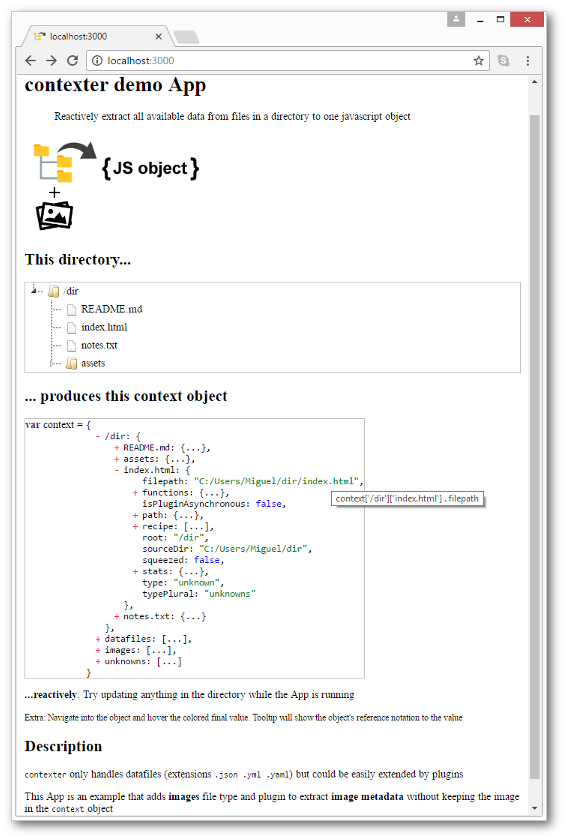 localhost:3000
localhost:3000
contexter demo App
Reactively extract all available data from files in a directory to one javascript object
{JS object}
+
This directory...
/dir
README.md
index.html
notes.txt
assets
... produces this context object
var context = {
- /dir: {
+ README.md: {...},
+ assets: {...},
- index.html: {
filepath: "C:/Users/Miguel/dir/index.html",
+ functions: {...},
context['/dir']['index.html'] . filepath
isPluginAsynchronous: false,
+ path: {...},
+ recipe: [...],
root: "/dir",
sourceDir: "C:/Users/Miguel/dir",
squeezed: false,
+ stats: {...},
type: "unknown",
typePlural: "unknowns"
},
+ notes.txt: {...}
},
+ datafiles: [...],
+ images: [...],
+ unknowns: [...]
}
...reactively. Try updating anything in the directory while the App is running
Extra: Navigate into the object and hover the colored final value. Tooltip will show the object's reference notation to the value
Description
contexter only handles datafiles (extensions .json .yml .yaml) but could be easily extended by plugins
This App is an example that adds images file type and plugin to extract image metadata without keeping the image
in the context object